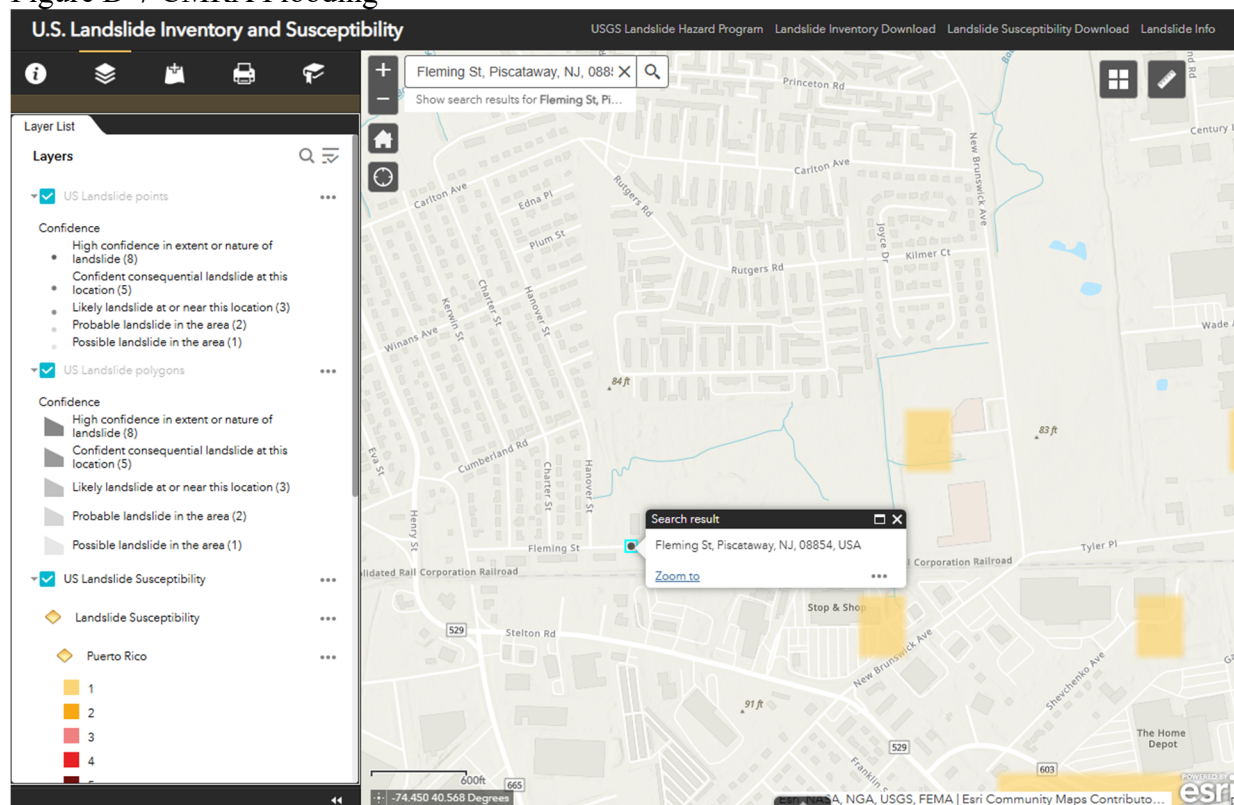 Figure B-7 CMRA Flooding
U.S. Landslide Inventory and Susceptibility
USGS Landslide Hazard Program Landslide Inventory Download Landslide Susceptibility Download Landslide Info
Layer List
Layers
US Landslide points
Confidence
High confidence in extent or nature of
landslide (8)
Confident consequential landslide at this
location (5)
Likely landslide at or near this location (3)
Probable landslide in the area (2)
Possible landslide in the area (1)
US Landslide polygons
Confidence
High confidence in extent or nature of
landslide (8)
Confident consequential landslide at this
location (5)
Likely landslide at or near this location (3)
Probable landslide in the area (2)
Possible landslide in the area (1)
US Landslide Susceptibility
Landslide Susceptibility
Puerto Rico
1
2
3
4
Fleming St, Piscataway, NJ, 088
Show search results for Fleming St, Pi...
Princeton Rd
Century
Carlton Ave
Carlton Ave
Edna Pl
Rutgers Rd
New Brunswick Ave
Plum St
Joyce Dr
Kilmer Ct
Rutgers Rd
Charter St
Hanover St
Kerwin St
Winans Ave
Wade
84 ft
83 ft
Cumberland Rd
Eva St
Charter St
Hanover St
Henry St
Search result
Fleming St, Piscataway, NJ, 08854, USA
Zoom to
Fleming St
Tyler Pl
lidated Rail Corporation Railroad
l Corporation Railroad
Stop & Shop
529
Stelton Rd
New Brunswick Ave
Shevchenko Ave
91 ft
The Home
Depot
529
603
Franklin
600ft
665
-74.450 40.568 Degrees
Esri, NASA, NGA, USGS, FEMA | Esri Community Maps Contributo...
POWERED BY
esri